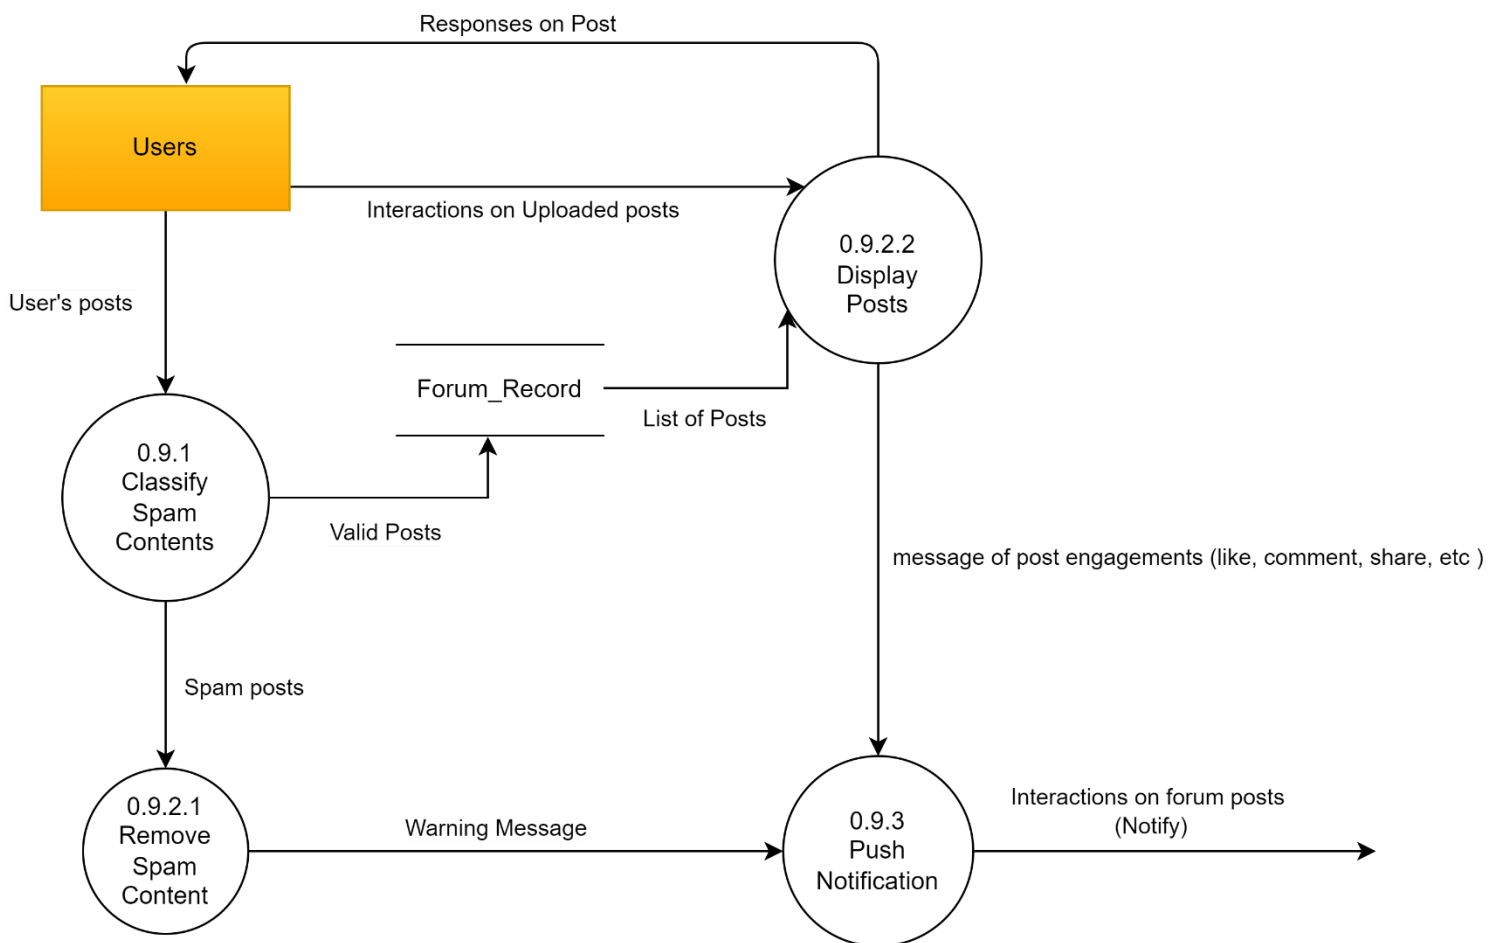 Responses on Post
Users
Interactions on Uploaded posts
0.9.2.2
Display
Posts
User's posts
Forum_Record
List of Posts
0.9.1
Classify
Spam
Contents
Valid Posts
message of post engagements (like, comment, share, etc )
Spam posts
0.9.2.1
Remove
Spam
Content
Warning Message
0.9.3
Push
Notification
Interactions on forum posts
(Notify)